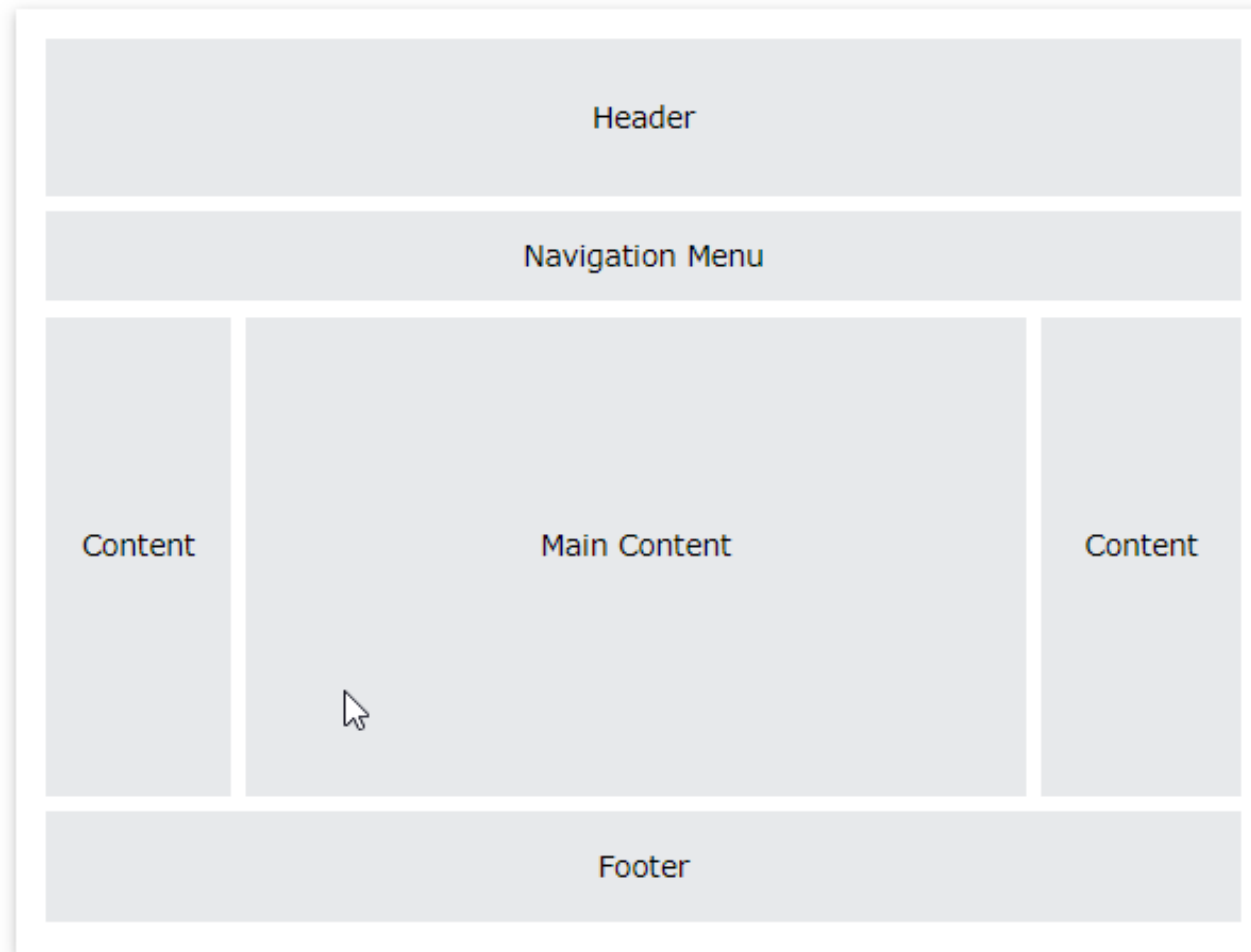 Header
Navigation Menu
Content
Main Content
Content
Footer